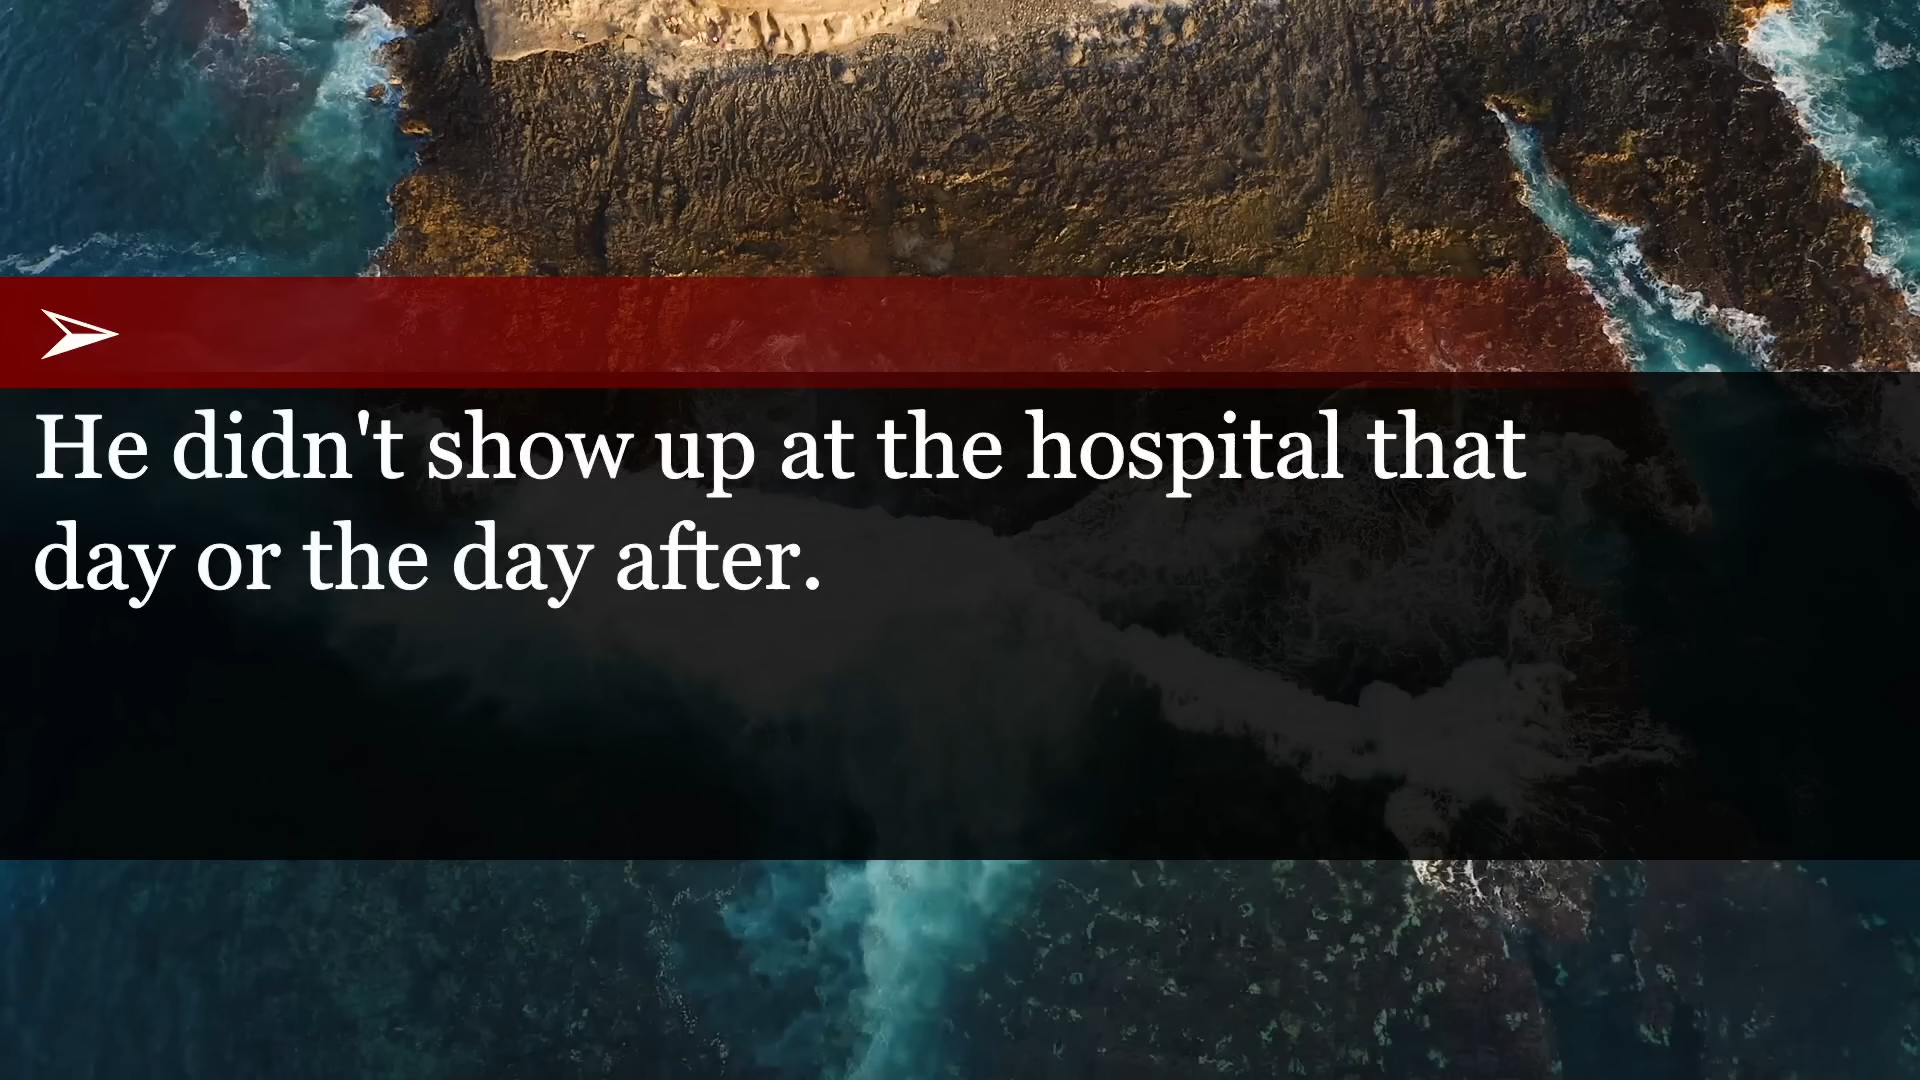 He didn't show up at the hospital that
day or the day after.